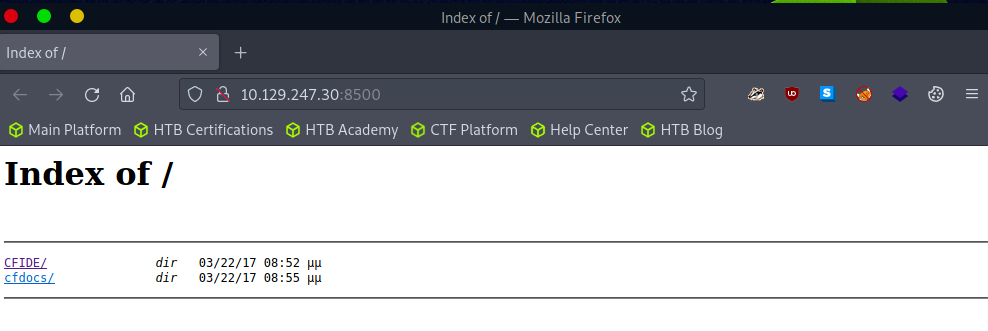 Index of / — Mozilla Firefox
Index of /
10.129.247.30:8500
Main Platform HTB Certifications HTB Academy CTF Platform Help Center HTB Blog
Index of /
CFIDE/ dir 03/22/17 08:52 μμ
cfdocs/ dir 03/22/17 08:55 μμ